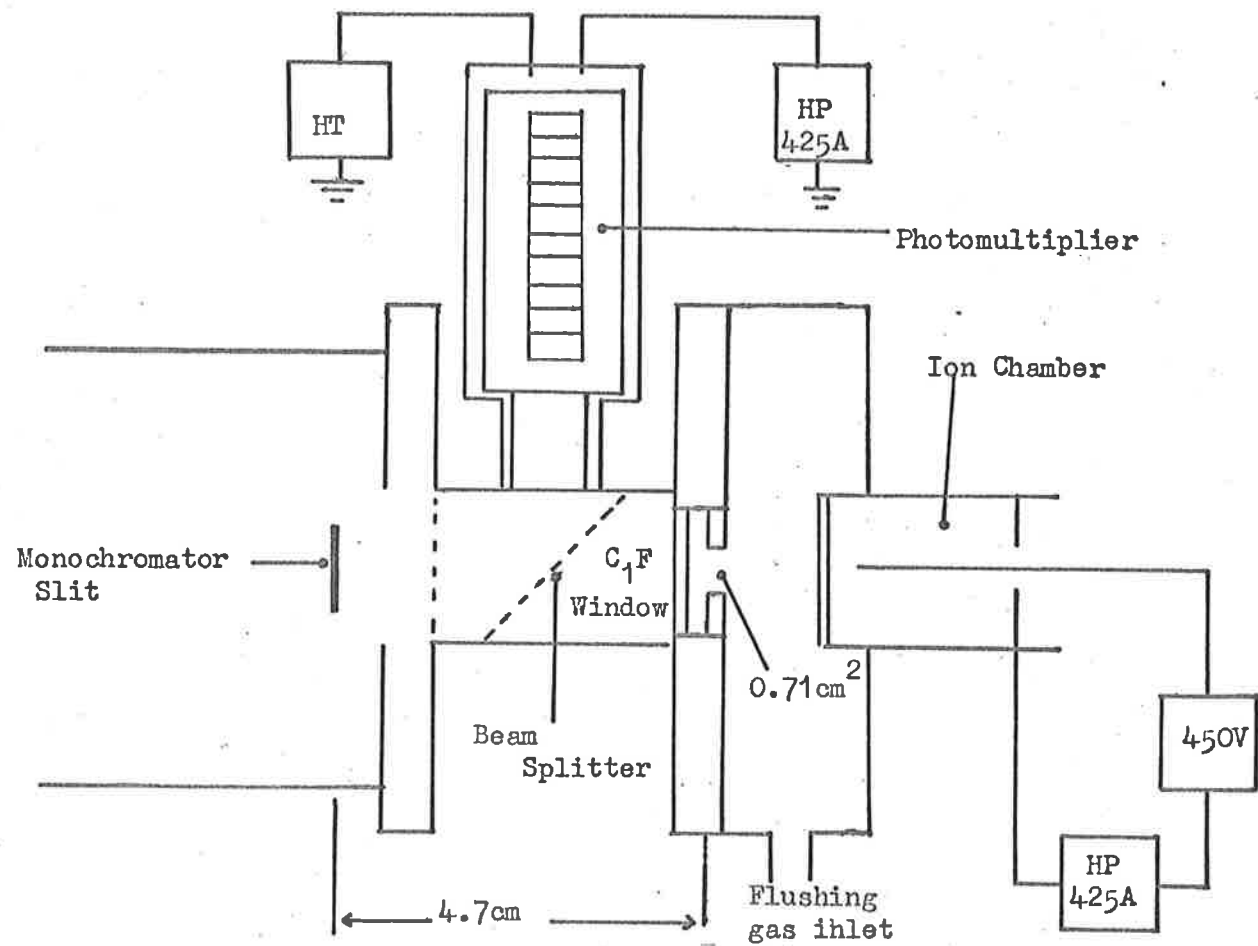 HT
HP
425A
Photomultiplier
Ion Chamber
Monochromator
Slit
C₁F
Window
0.71cm²
Beam
Splitter
450V
HP
425A
4.7cm
Flushing
gas ihlet